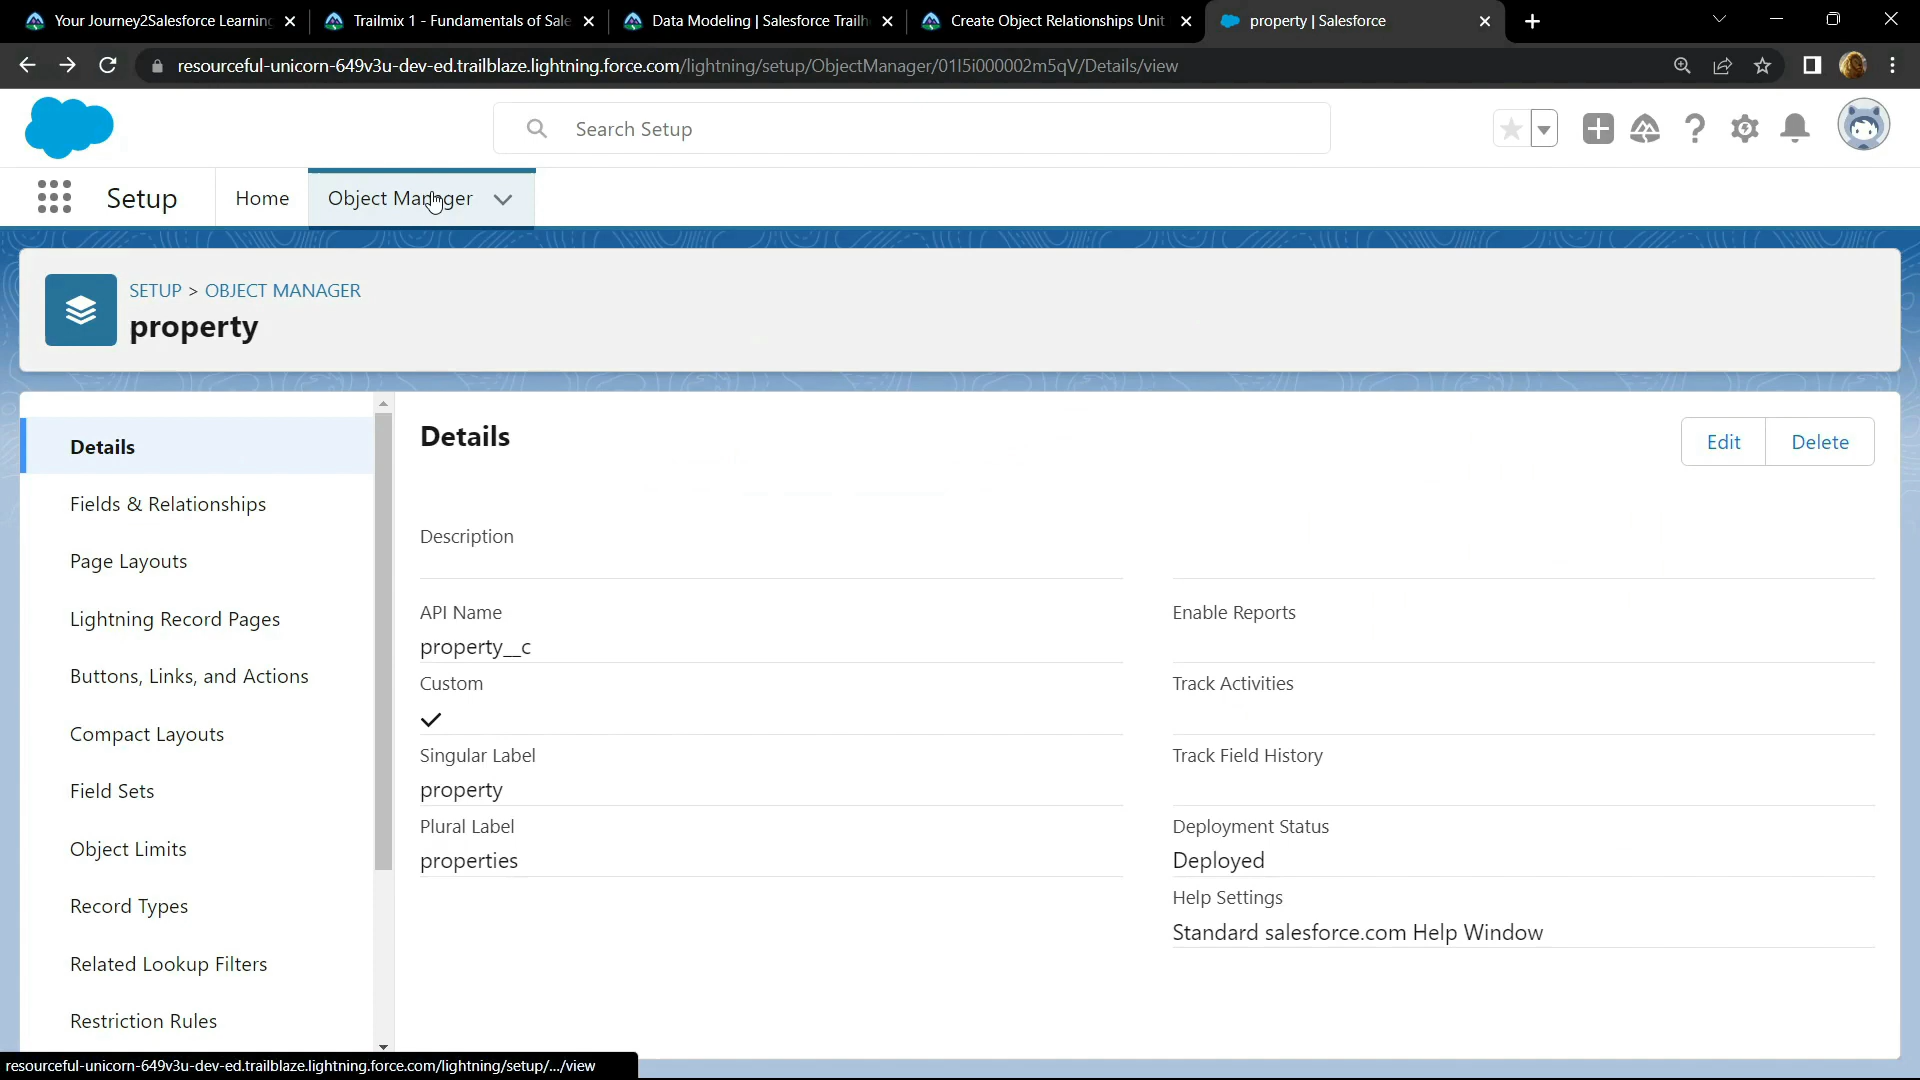 Your Journey2Salesforce Learning
Trailmix 1 - Fundamentals of Sale
Data Modeling | Salesforce Trailh
Create Object Relationships Unit
property | Salesforce
resourceful-unicorn-649v3u-dev-ed.trailblaze.lightning.force.com/lightning/setup/ObjectManager/01I5i000002m5qV/Details/view
Search Setup
Setup
Home
Object Manager
SETUP > OBJECT MANAGER
property
Details
Fields & Relationships
Page Layouts
Lightning Record Pages
Buttons, Links, and Actions
Compact Layouts
Field Sets
Object Limits
Record Types
Related Lookup Filters
Restriction Rules
Details
Edit
Delete
Description
API Name
property__c
Custom
Singular Label
property
Plural Label
properties
Enable Reports
Track Activities
Track Field History
Deployment Status
Deployed
Help Settings
Standard salesforce.com Help Window
resourceful-unicorn-649v3u-dev-ed.trailblaze.lightning.force.com/lightning/setup/.../view